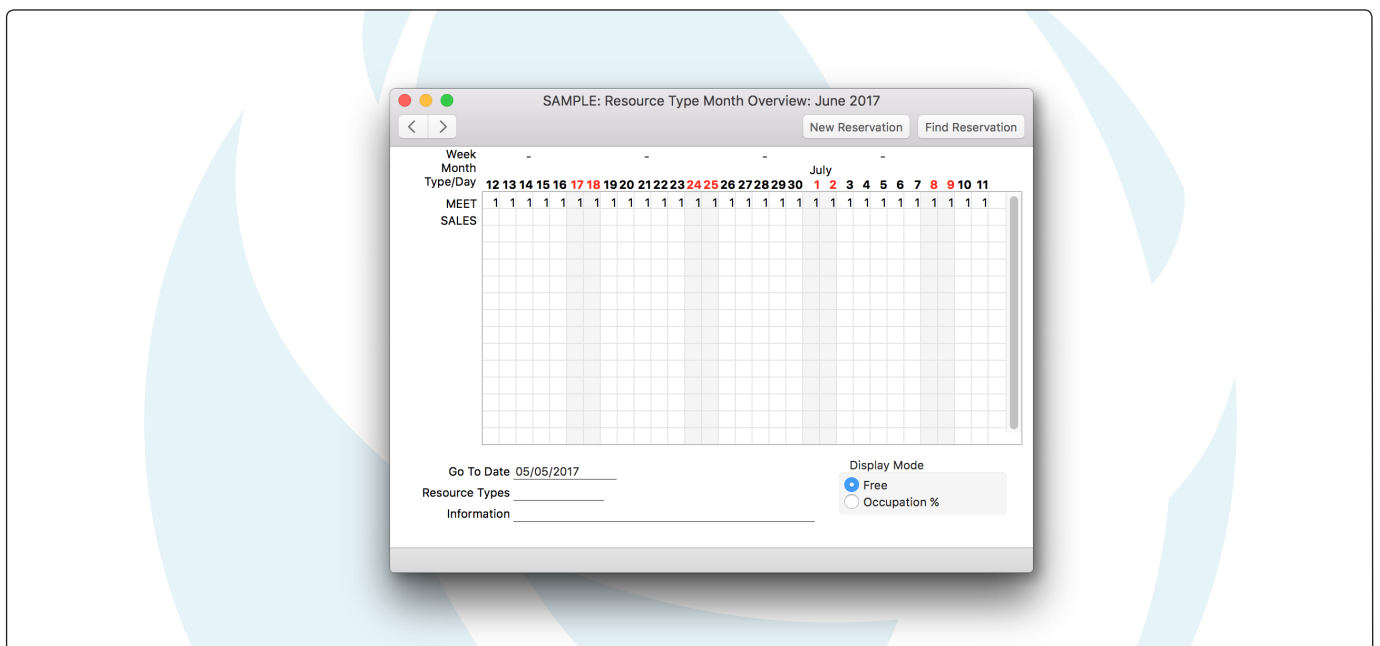 SAMPLE: Resource Type Month Overview: June 2017
New Reservation Find Reservation
Week - - - -
Month July
Type/Day 12 13 14 15 16 17 18 19 20 21 22 23 24 25 26 27 28 29 30 1 2 3 4 5 6 7 8 9 10 11
MEET 1 1 1 1 1 1 1 1 1 1 1 1 1 1 1 1 1 1 1 1 1 1 1 1 1 1 1 1 1 1
SALES
Go To Date 05/05/2017
Display Mode
Resource Types
Free
Occupation %
Information